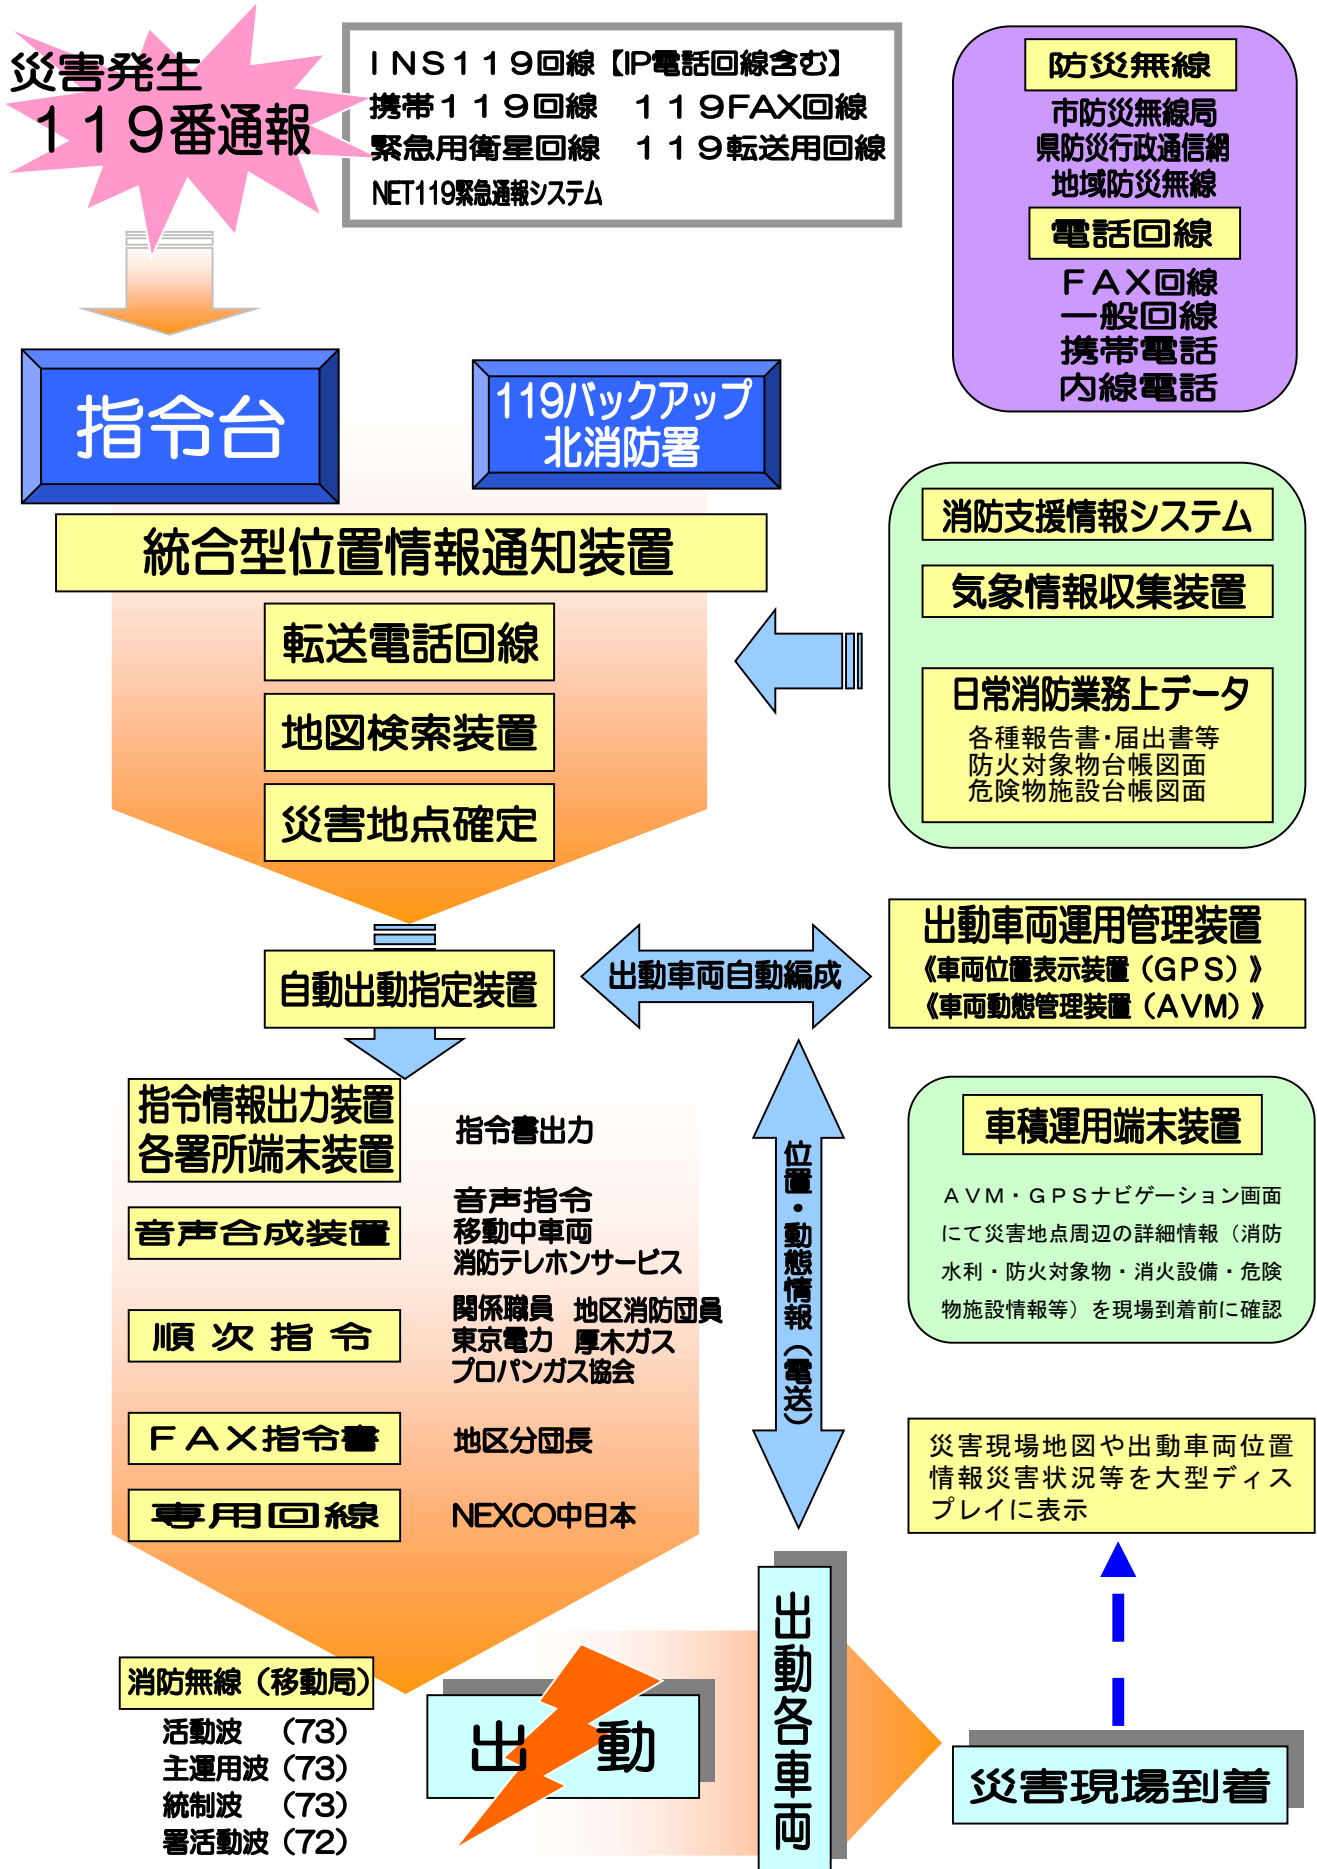 災害発生
119番通報
INS119回線【IP電話回線含む】
携帯119回線　119FAX回線
緊急用衛星回線　119転送用回線
NET119緊急通報システム
防災無線
市防災無線局
県防災行政通信網
地域防災無線
電話回線
FAX回線
一般回線
携帯電話
内線電話
指令台
119バックアップ
北消防署
統合型位置情報通知装置
転送電話回線
地図検索装置
災害地点確定
消防支援情報システム
気象情報収集装置
日常消防業務上データ
各種報告書・届出書等
防火対象物台帳図面
危険物施設台帳図面
自動出動指定装置
出動車両自動編成
出動車両運用管理装置
《車両位置表示装置（GPS）》
《車両動態管理装置（AVM）》
指令情報出力装置
各署所端末装置
指令書出力
音声合成装置
音声指令
移動中車両
消防テレホンサービス
順次指令
関係職員　地区消防団員
東京電力　厚木ガス
プロパンガス協会
FAX指令書
地区分団長
専用回線
NEXCO中日本
位置・動態情報（電送）
車積運用端末装置
AVM・GPSナビゲーション画面
にて災害地点周辺の詳細情報（消防
水利・防火対象物・消火設備・危険
物施設情報等）を現場到着前に確認
災害現場地図や出動車両位置
情報災害状況等を大型ディス
プレイに表示
消防無線（移動局）
活動波　（73）
主運用波（73）
統制波　（73）
署活動波（72）
出　動
出動各車両
災害現場到着